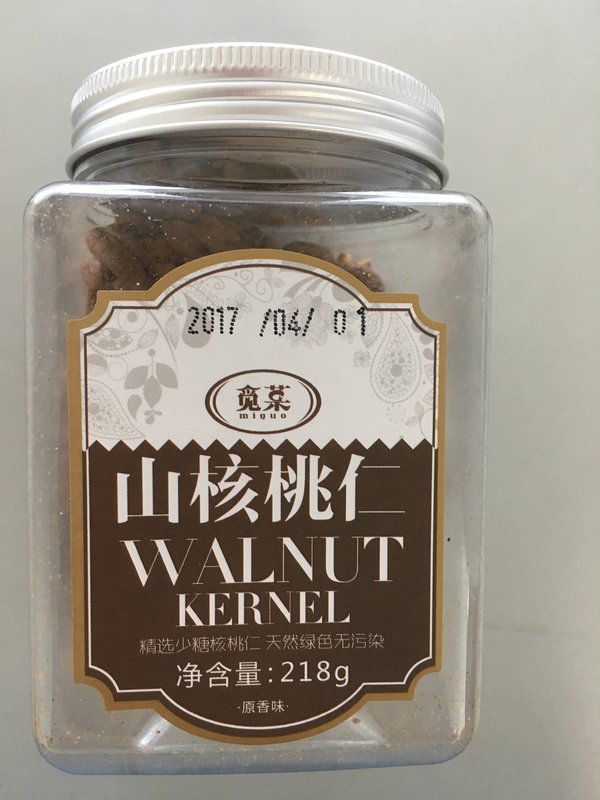 2017 /04/ 01
觅菓
miguo
山核桃仁
WALNUT
KERNEL
精选少糖核桃仁 天然绿色无污染
净含量:218g
·原香味·